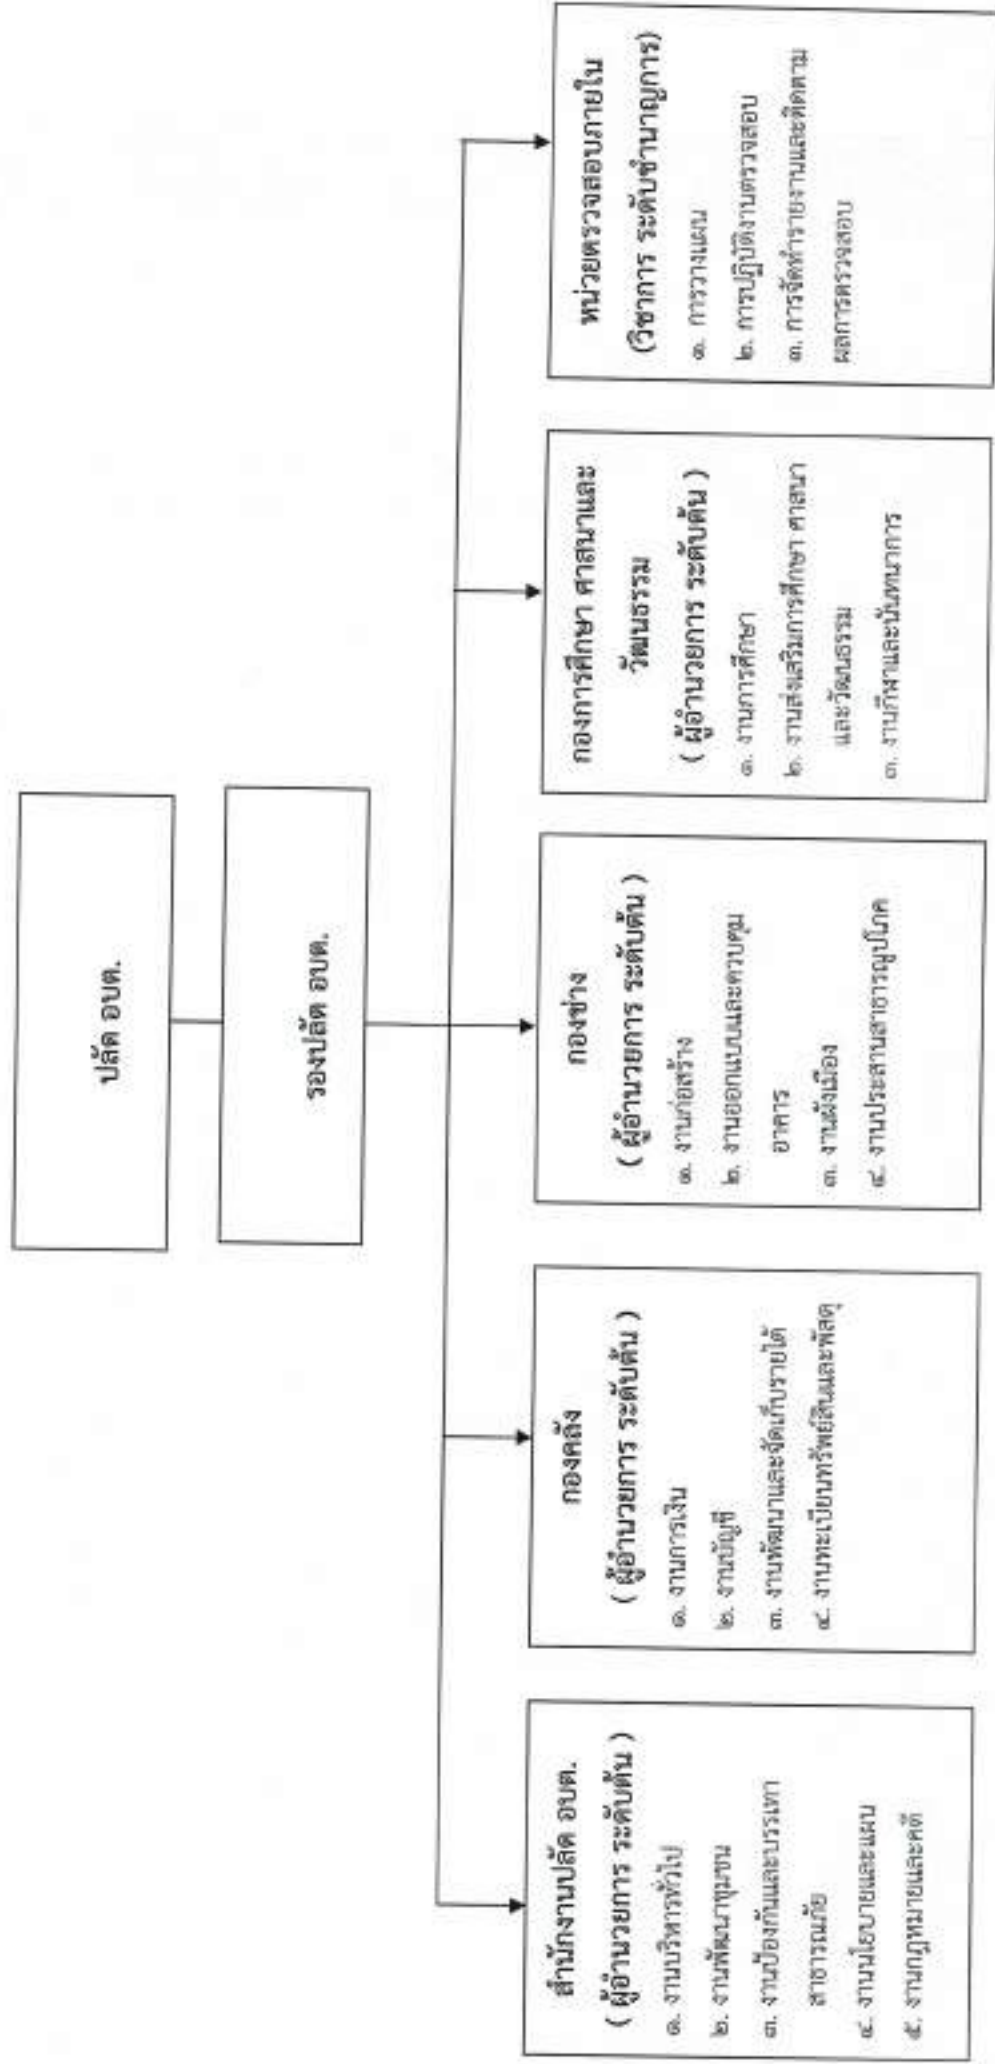 ปลัด อบต.
รองปลัด อบต.
สำนักงานปลัด อบต.
( ผู้อำนวยการ ระดับต้น )
๑. งานบริหารทั่วไป
๒. งานพัฒนาชุมชน
๓. งานป้องกันและบรรเทา
สาธารณภัย
๔. งานนโยบายและแผน
๕. งานกฎหมายและคดี
กองคลัง
( ผู้อำนวยการ ระดับต้น )
๑. งานการเงิน
๒. งานบัญชี
๓. งานพัฒนาและจัดเก็บรายได้
๔. งานทะเบียนทรัพย์สินและพัสดุ
กองช่าง
( ผู้อำนวยการ ระดับต้น )
๑. งานก่อสร้าง
๒. งานออกแบบและควบคุม
อาคาร
๓. งานผังเมือง
๔. งานประสานสาธารณูปโภค
กองการศึกษา ศาสนาและ
วัฒนธรรม
( ผู้อำนวยการ ระดับต้น )
๑. งานการศึกษา
๒. งานส่งเสริมการศึกษา ศาสนา
และวัฒนธรรม
๓. งานกีฬาและนันทนาการ
หน่วยตรวจสอบภายใน
(วิชาการ ระดับชำนาญการ)
๑. การวางแผน
๒. การปฏิบัติงานตรวจสอบ
๓. การจัดทำรายงานและติดตาม
ผลการตรวจสอบ